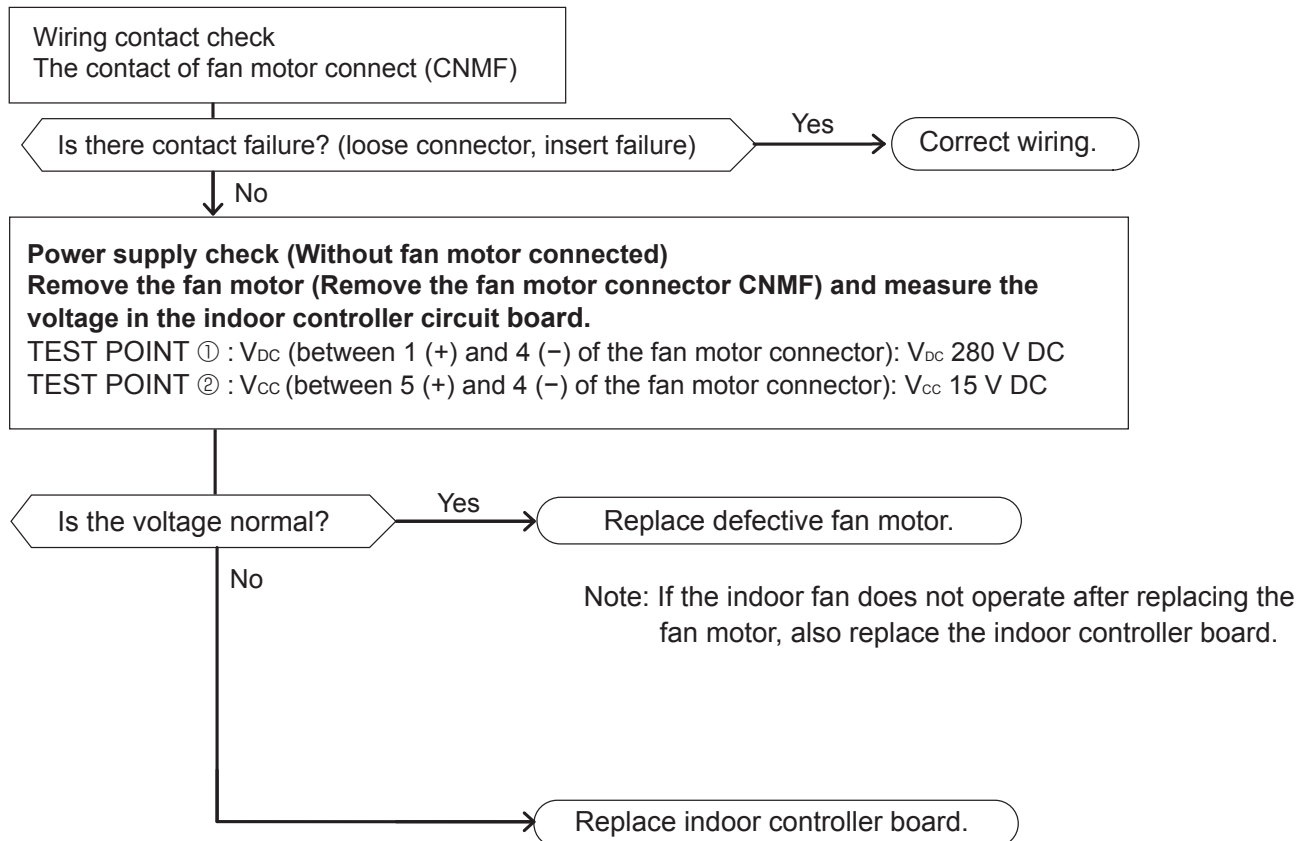 Wiring contact check
The contact of fan motor connect (CNMF)
Is there contact failure? (loose connector, insert failure)
Yes
Correct wiring.
No
Power supply check (Without fan motor connected)
Remove the fan motor (Remove the fan motor connector CNMF) and measure the
voltage in the indoor controller circuit board.
TEST POINT ① : VDC (between 1 (+) and 4 (−) of the fan motor connector): VDC 280 V DC
TEST POINT ② : VCC (between 5 (+) and 4 (−) of the fan motor connector): VCC 15 V DC
Is the voltage normal?
Yes
Replace defective fan motor.
No
Note: If the indoor fan does not operate after replacing the
fan motor, also replace the indoor controller board.
Replace indoor controller board.